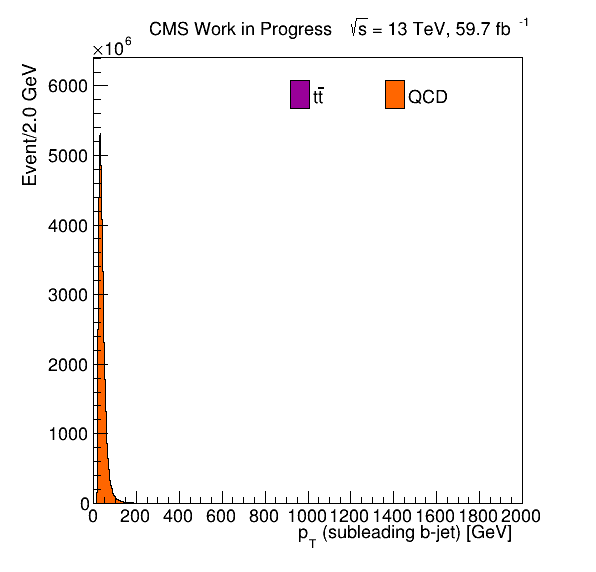 CMS Work in Progress √s = 13 TeV, 59.7 fb⁻¹
×10⁶
Event/2.0 GeV
tt̄
QCD
6000
5000
4000
3000
2000
1000
0
0 200 400 600 800 1000 1200 1400 1600 1800 2000
p_T (subleading b-jet) [GeV]